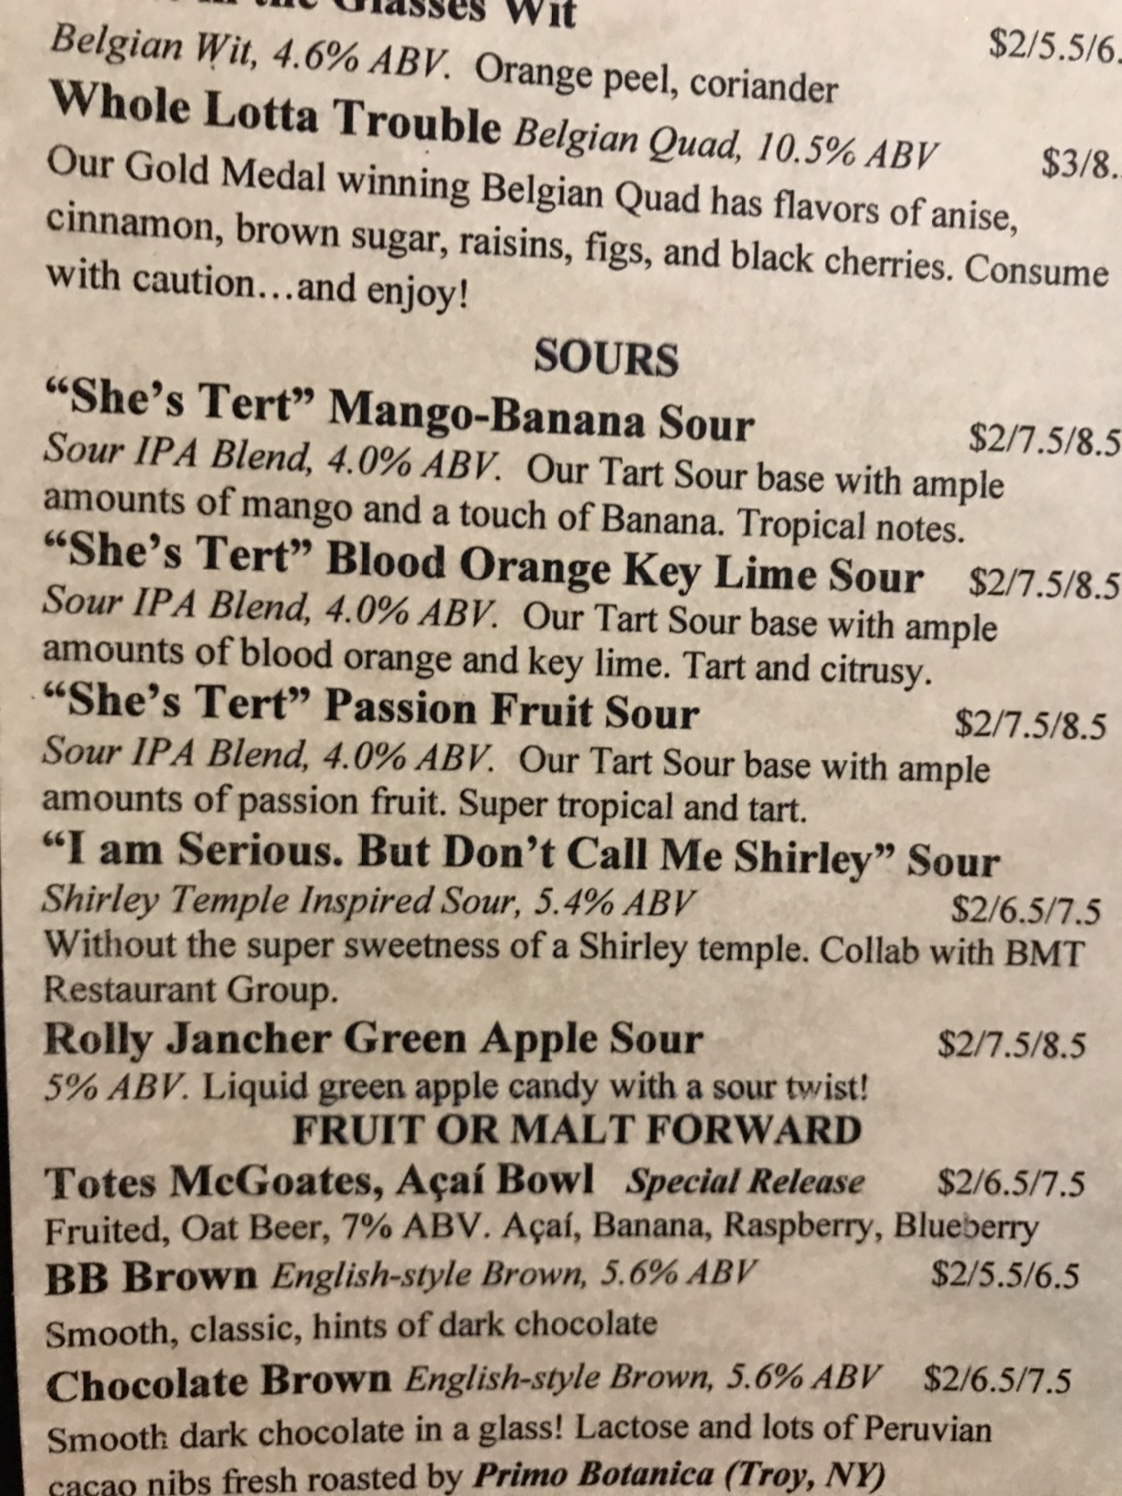 the Glasses Wit
Belgian Wit, 4.6% ABV. Orange peel, coriander $2/5.5/6.
Whole Lotta Trouble Belgian Quad, 10.5% ABV $3/8.
Our Gold Medal winning Belgian Quad has flavors of anise,
cinnamon, brown sugar, raisins, figs, and black cherries. Consume
with caution...and enjoy!
SOURS
“She’s Tert” Mango-Banana Sour $2/7.5/8.5
Sour IPA Blend, 4.0% ABV. Our Tart Sour base with ample
amounts of mango and a touch of Banana. Tropical notes.
“She’s Tert” Blood Orange Key Lime Sour $2/7.5/8.5
Sour IPA Blend, 4.0% ABV. Our Tart Sour base with ample
amounts of blood orange and key lime. Tart and citrusy.
“She’s Tert” Passion Fruit Sour $2/7.5/8.5
Sour IPA Blend, 4.0% ABV. Our Tart Sour base with ample
amounts of passion fruit. Super tropical and tart.
“I am Serious. But Don’t Call Me Shirley” Sour
Shirley Temple Inspired Sour, 5.4% ABV $2/6.5/7.5
Without the super sweetness of a Shirley temple. Collab with BMT
Restaurant Group.
Rolly Jancher Green Apple Sour $2/7.5/8.5
5% ABV. Liquid green apple candy with a sour twist!
FRUIT OR MALT FORWARD
Totes McGoates, Açaí Bowl Special Release $2/6.5/7.5
Fruited, Oat Beer, 7% ABV. Açaí, Banana, Raspberry, Blueberry
BB Brown English-style Brown, 5.6% ABV $2/5.5/6.5
Smooth, classic, hints of dark chocolate
Chocolate Brown English-style Brown, 5.6% ABV $2/6.5/7.5
Smooth dark chocolate in a glass! Lactose and lots of Peruvian
cacao nibs fresh roasted by Primo Botanica (Troy, NY)